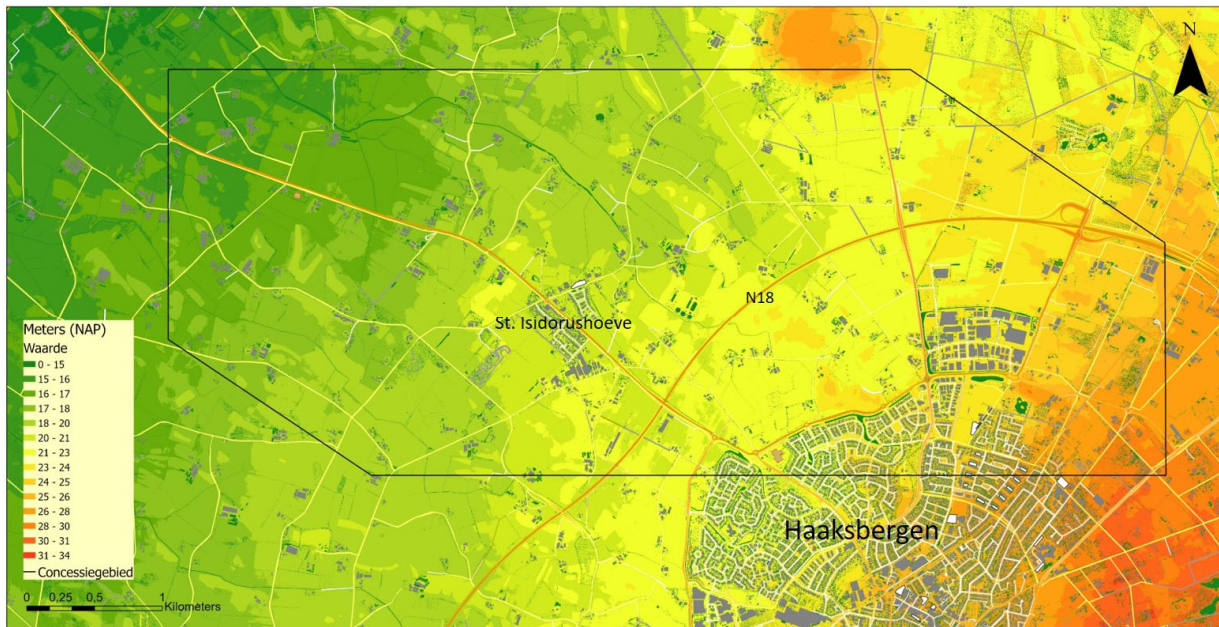 N
N18
St. Isidorushoeve
Meters (NAP)
Waarde
0 - 15
15 - 16
16 - 17
17 - 18
18 - 20
20 - 21
21 - 23
23 - 24
24 - 25
25 - 26
26 - 28
28 - 30
30 - 31
31 - 34
Concessiegebied
Haaksbergen
0 0,25 0,5 1
Kilometers